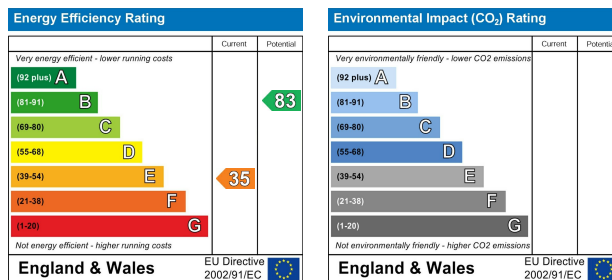 Energy Efficiency Rating
Current Potential
Very energy efficient - lower running costs
(92 plus) A
(81-91) B
83
(69-80) C
(55-68) D
(39-54) E
35
(21-38) F
(1-20) G
Not energy efficient - higher running costs
England & Wales
EU Directive
2002/91/EC
Environmental Impact (CO2) Rating
Current Potentia
Very environmentally friendly - lower CO2 emissions
(92 plus) A
(81-91) B
(69-80) C
(55-68) D
(39-54) E
(21-38) F
(1-20) G
Not environmentally friendly - higher CO2 emissions
England & Wales
EU Directive
2002/91/EC